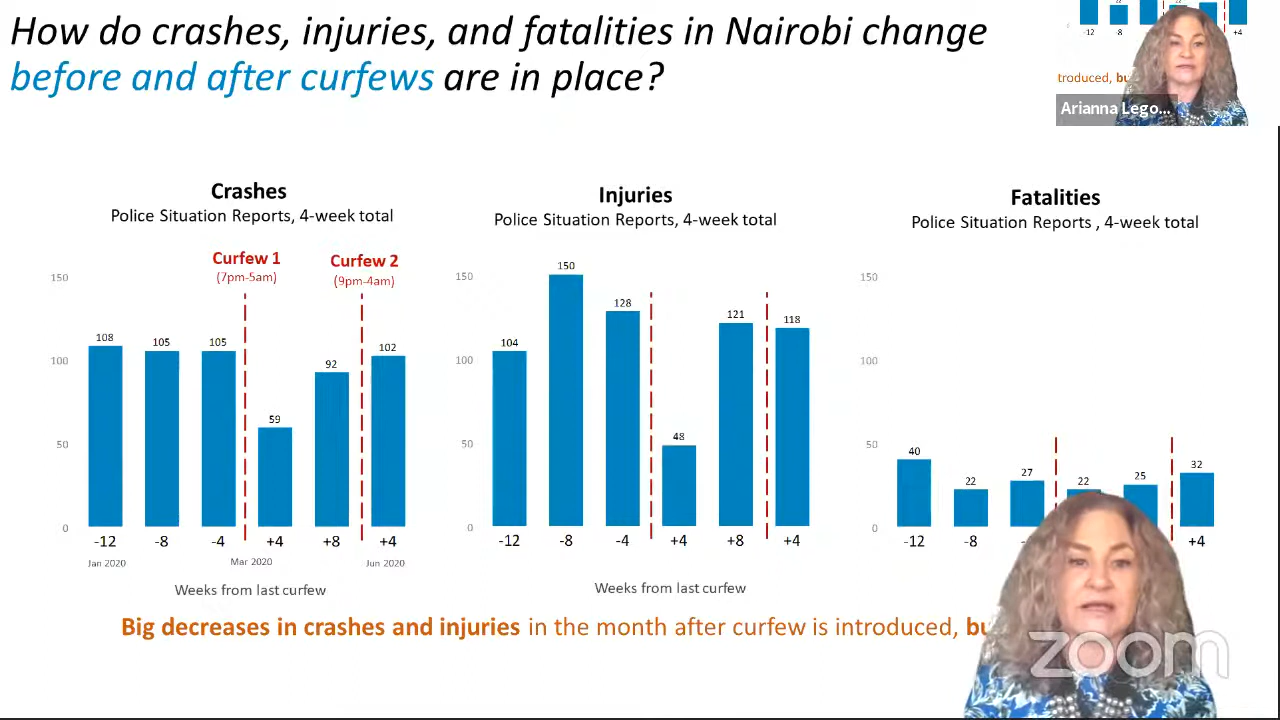 How do crashes, injuries, and fatalities in Nairobi change
before and after curfews are in place?
-12 -8 +4
troduced, bu
Arianna Lego...
Crashes
Police Situation Reports, 4-week total
Curfew 1
(7pm-5am)
Curfew 2
(9pm-4am)
150
100
50
0
108
105
105
59
92
102
-12 -8 -4 +4 +8 +4
Jan 2020 Mar 2020 Jun 2020
Weeks from last curfew
Injuries
Police Situation Reports, 4-week total
150
100
50
0
104
150
128
48
121
118
-12 -8 -4 +4 +8 +4
Weeks from last curfew
Fatalities
Police Situation Reports , 4-week total
150
100
50
0
40
22
27
22
25
32
-12 -8 +4
Big decreases in crashes and injuries in the month after curfew is introduced, bu
zoom